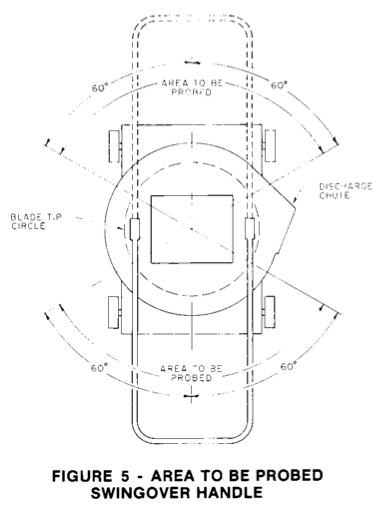 60°
AREA TO BE
PROBED
60°
DISCHARGE
CHUTE
BLADE TIP
CIRCLE
60°
AREA TO BE
PROBED
60°
FIGURE 5 - AREA TO BE PROBED
SWINGOVER HANDLE